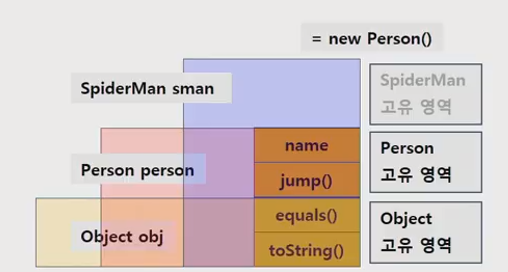 = new Person()
SpiderMan sman
SpiderMan
고유 영역
name
Person person
Person
고유 영역
jump()
equals()
Object obj
Object
고유 영역
toString()